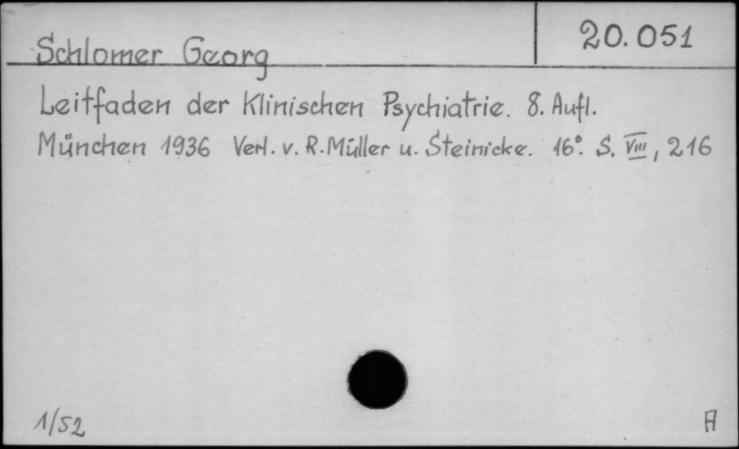 20.051
Schlomer Georg
Leitfaden der Klinischen Psychiatrie. 8. Aufl.
München 1936 Verl. v. R. Müller u. Steinicke. 16°. S. VIII, 216
1/52
A